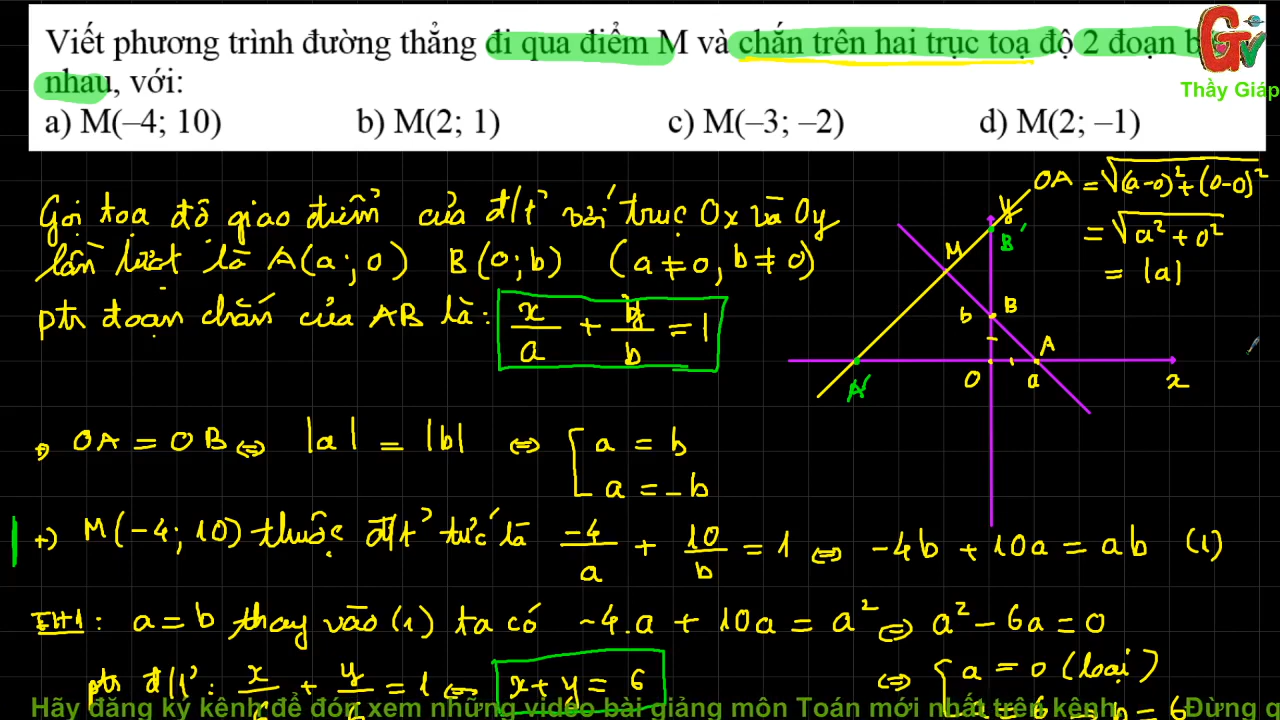 Viết phương trình đường thẳng đi qua điểm M và chắn trên hai trục toạ độ 2 đoạn b
nhau, với:
a) M(–4; 10) b) M(2; 1) c) M(–3; –2) d) M(2; –1)
GV
Thầy Giáp
Gọi toạ độ giao điểm của đ/t với trục Ox và Oy
lần lượt là A(a; 0) B(0; b) (a ≠ 0, b ≠ 0)
ptr đoạn chắn của AB là: x/a + y/b = 1
OA = √((a-0)² + (0-0)²)
= √(a² + 0²)
= |a|
y
B'
M
b B
A
A' O a x
+) OA = OB ⇔ |a| = |b| ⇔ [ a = b
a = -b
+) M(-4; 10) thuộc đ/t tức là -4/a + 10/b = 1 ⇔ -4b + 10a = ab (1)
TH1: a = b thay vào (1) ta có -4.a + 10a = a² ⇔ a² - 6a = 0
⇔ [ a = 0 (loại)
a = 6 ⇒ b = 6
ptr đ/t: x/6 + y/6 = 1 ⇔ x + y = 6
Hãy đăng ký kênh để đón xem những video bài giảng môn Toán mới nhất trên kênh Đừng q